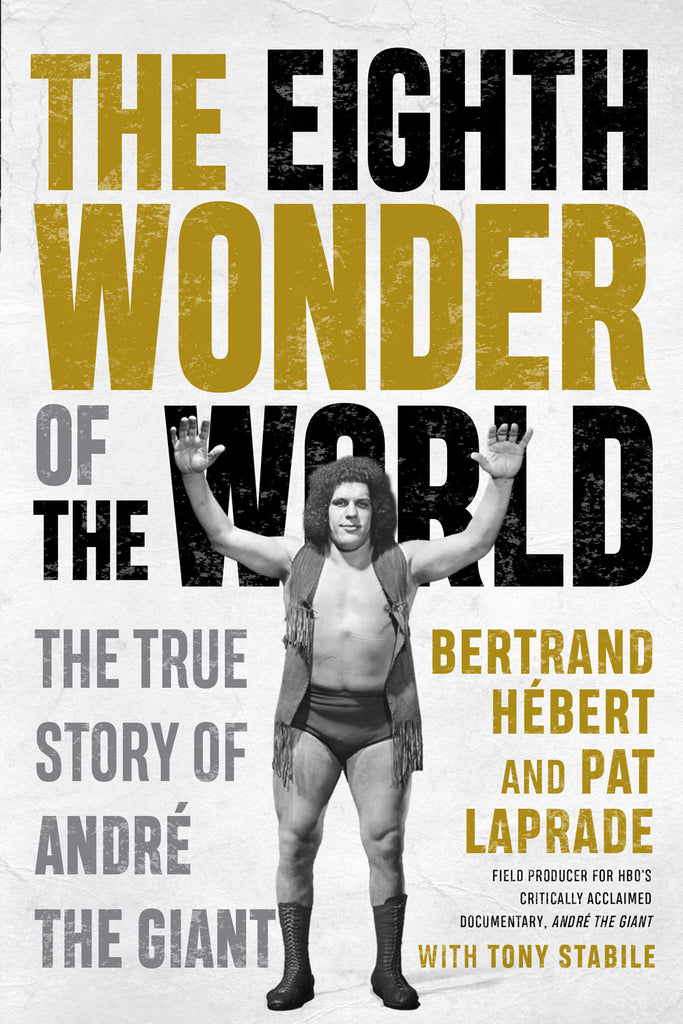 THE EIGHTH
WONDER
OF
THE WORLD
THE TRUE
STORY OF
ANDRÉ
THE GIANT
BERTRAND
HÉBERT
AND PAT
LAPRADE
FIELD PRODUCER FOR HBO'S
CRITICALLY ACCLAIMED
DOCUMENTARY, ANDRÉ THE GIANT
WITH TONY STABILE